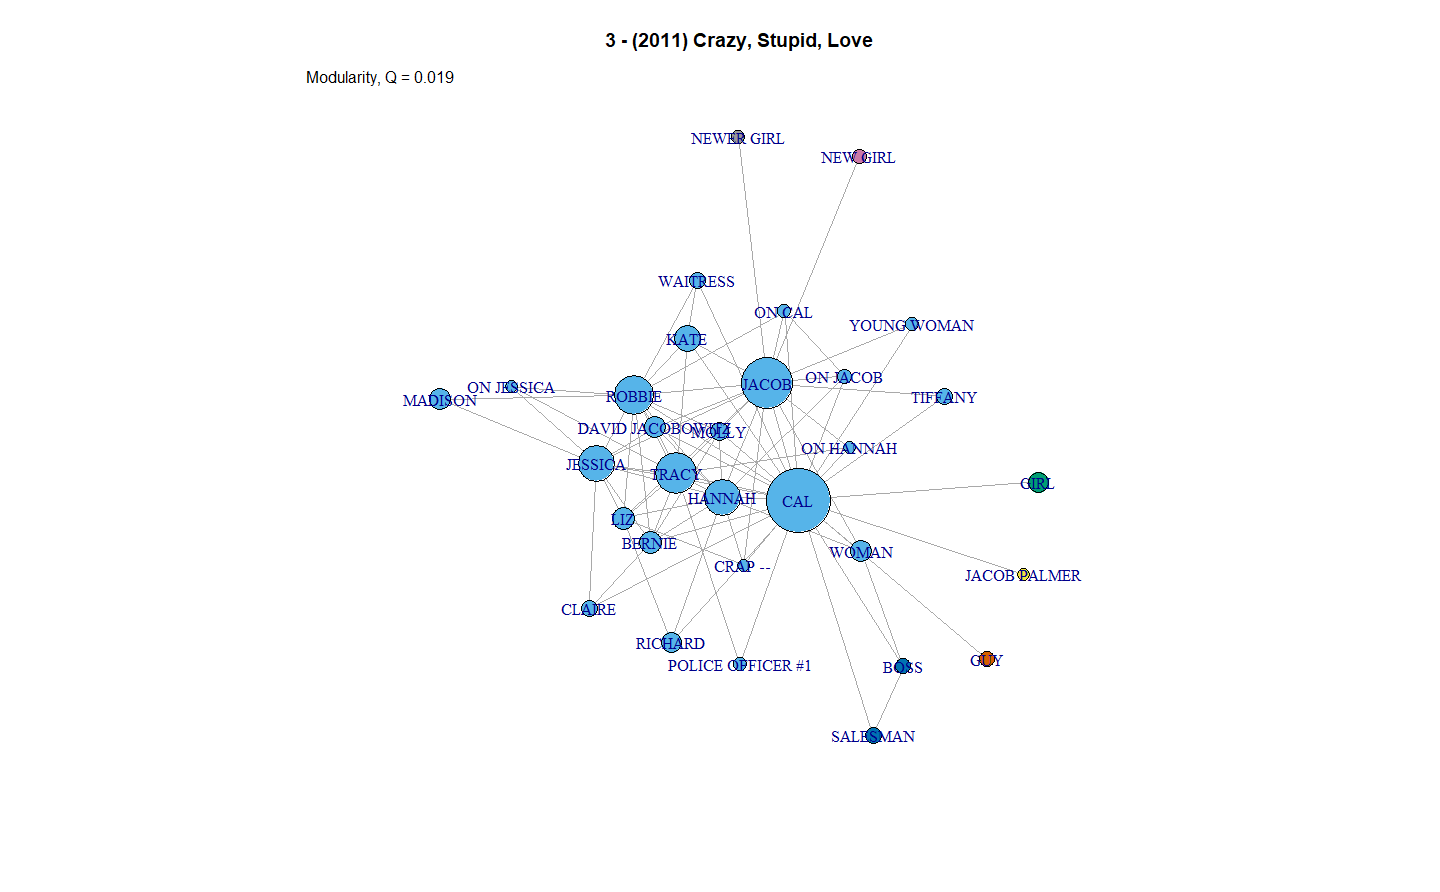 3 - (2011) Crazy, Stupid, Love
Modularity, Q = 0.019
NEWER GIRL
NEW GIRL
WAITRESS
ON CAL
YOUNG WOMAN
KATE
ON JACOB
JACOB
ON JESSICA
ROBBIE
TIFFANY
MADISON
DAVID JACOBOWITZ
MOLLY
ON HANNAH
JESSICA
TRACY
GIRL
HANNAH
CAL
LIZ
BERNIE
WOMAN
CRAP --
JACOB PALMER
CLAIRE
RICHARD
GUY
POLICE OFFICER #1
BOSS
SALESMAN